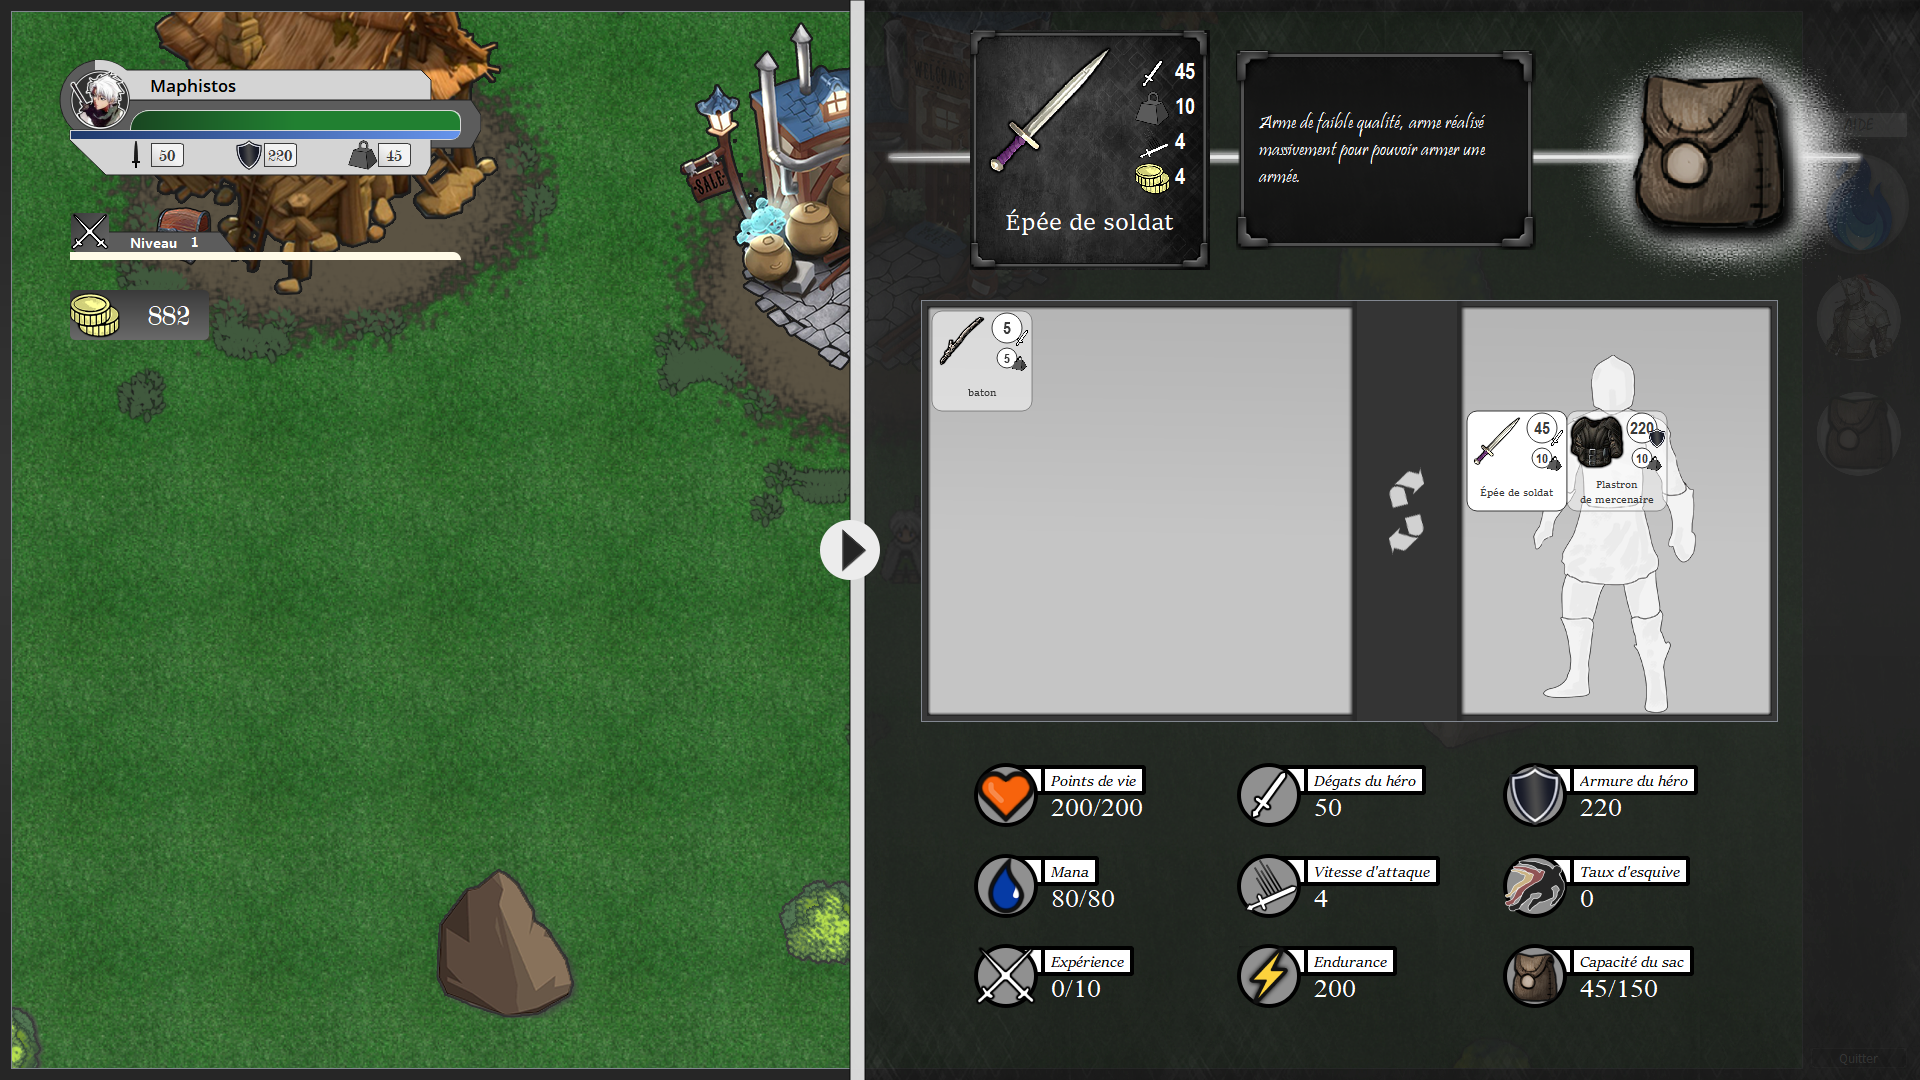 Maphistos
50
220
45
Niveau 1
882
SALE
45
10
4
4
Épée de soldat
Arme de faible qualité, arme réalisé
massivement pour pouvoir armer une
armée.
5
5
baton
45
10
Épée de soldat
220
10
Plastron
de mercenaire
Points de vie
200/200
Dégats du héro
50
Armure du héro
220
Mana
80/80
Vitesse d'attaque
4
Taux d'esquive
0
Expérience
0/10
Endurance
200
Capacité du sac
45/150
Quitter